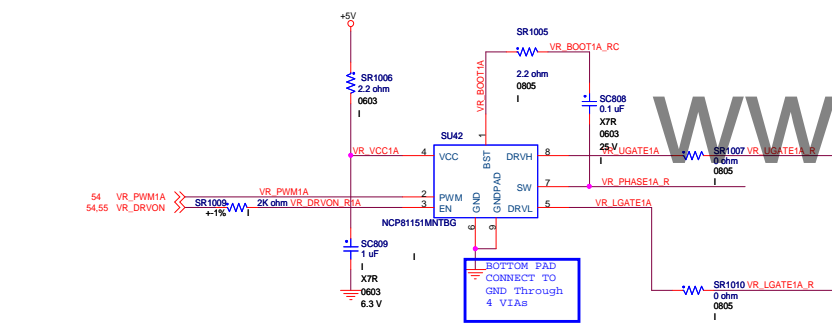 +5V
SR1005
VR_BOOT1A_RC
VR_BOOT1A
2.2 ohm
0805
I
SR1006
2.2 ohm
0603
I
SC808
0.1 uF
X7R
0603
25 V
I
WW
SU42
1
VR_VCC1A
4
VCC
BST
DRVH
8
VR_UGATE1A
SR1007
VR_UGATE1A_R
0 ohm
0805
I
SW
7
VR_PHASE1A_R
54
VR_PWM1A
VR_PWM1A
2
PWM
54,55
VR_DRVON
SR1009
+-1%
I
2K ohm
VR_DRVON_R1A
3
EN
GND
GNDPAD
DRVL
5
VR_LGATE1A
NCP81151MNTBG
6
9
SC809
1 uF
I
I
X7R
0603
6.3 V
BOTTOM PAD
CONNECT TO
GND Through
4 VIAs
SR1010
VR_LGATE1A_R
0 ohm
0805
I